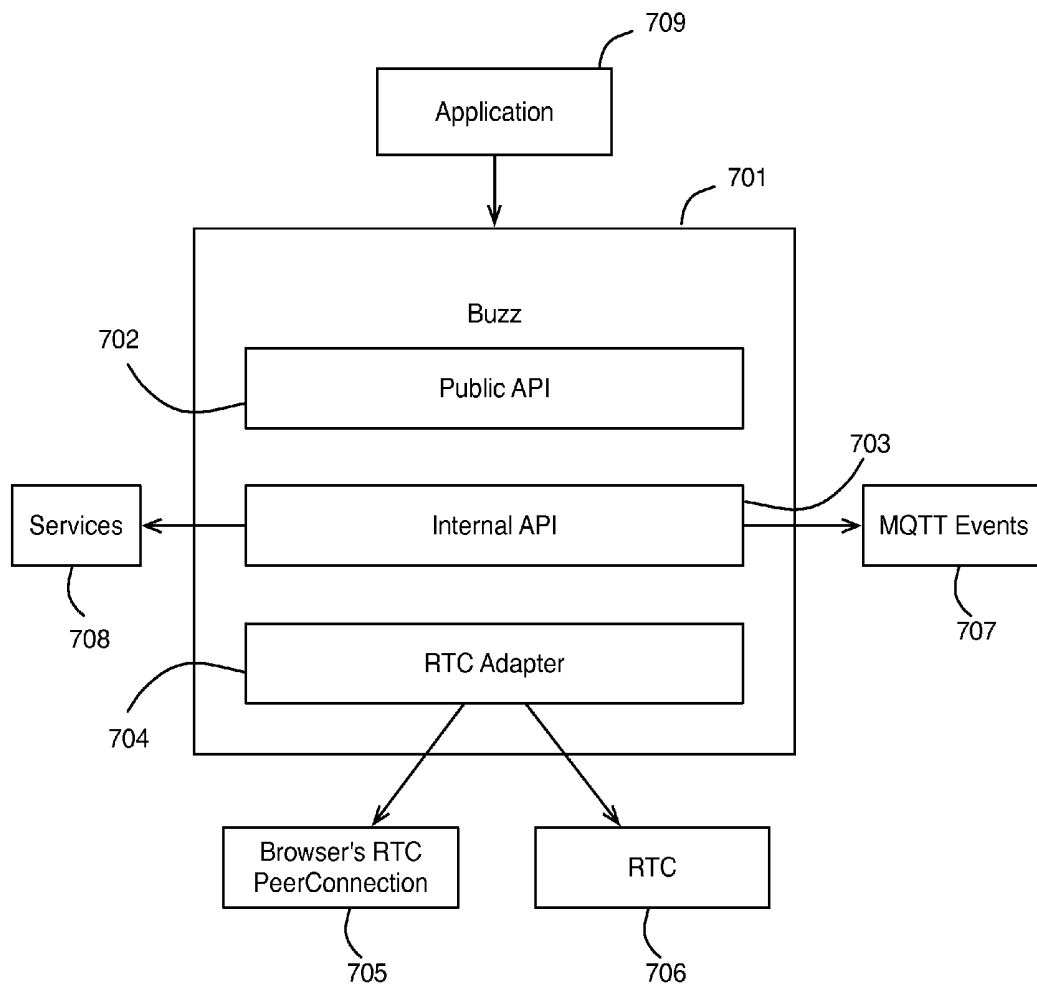 709
Application
701
Buzz
702
Public API
703
Services
Internal API
MQTT Events
708
707
RTC Adapter
704
Browser's RTC
PeerConnection
RTC
705
706